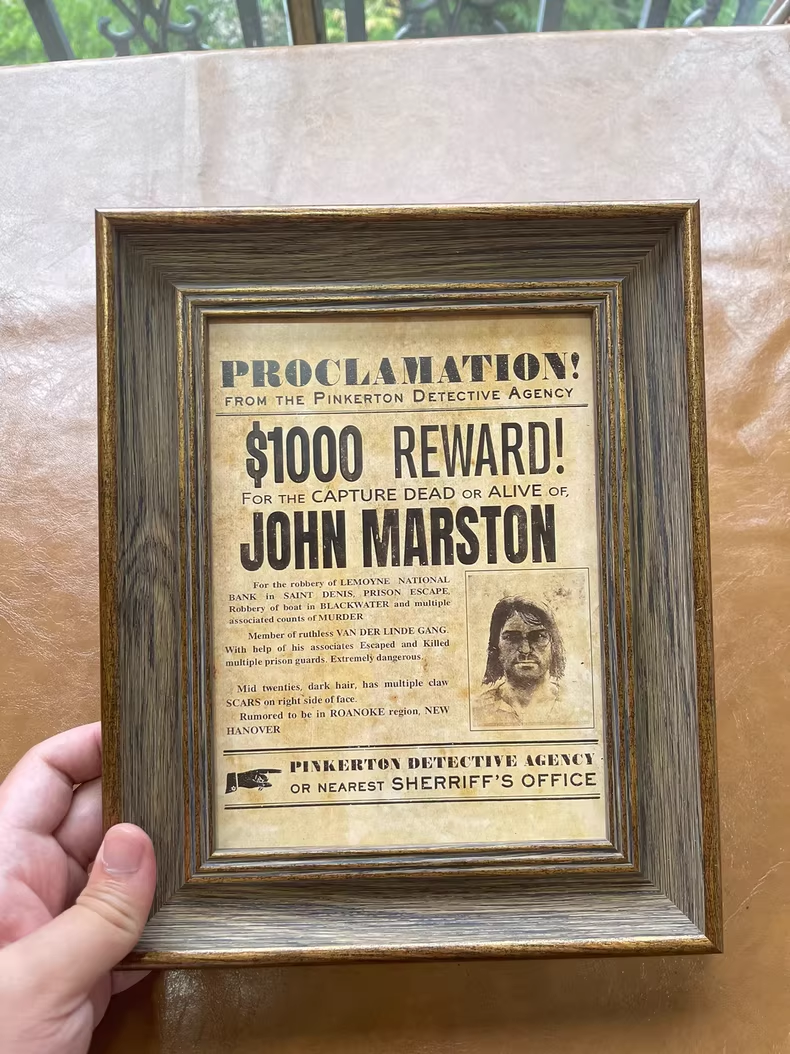 PROCLAMATION!
FROM THE PINKERTON DETECTIVE AGENCY
$1000 REWARD!
FOR THE CAPTURE DEAD OR ALIVE OF,
JOHN MARSTON
For the robbery of LEMOYNE NATIONAL
BANK in SAINT DENIS, PRISON ESCAPE,
Robbery of boat in BLACKWATER and multiple
associated counts of MURDER
Member of ruthless VAN DER LINDE GANG.
With help of his associates Escaped and Killed
multiple prison guards. Extremely dangerous.
Mid twenties, dark hair, has multiple claw
SCARS on right side of face.
Rumored to be in ROANOKE region, NEW
HANOVER
PINKERTON DETECTIVE AGENCY
OR NEAREST SHERRIFF'S OFFICE